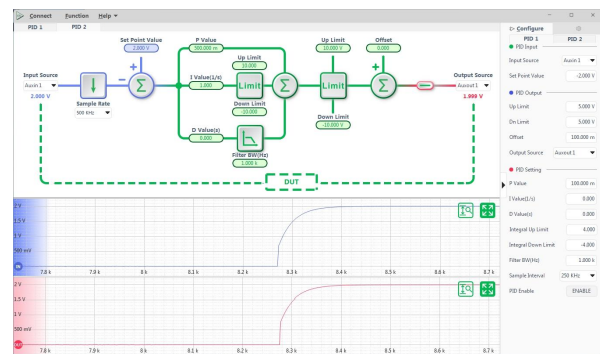 Connect Function Help
PID 1 PID 2
Set Point Value
2.000 V
P Value
500.000 m
Up Limit
10.000 V
Offset
0.000
Up Limit
10.000
Input Source
Auxin 1
2.000 V
I Value(1/s)
1.000
Limit
Limit
Output Source
Auxout 1
1.999 V
Sample Rate
500 KHz
Down Limit
-10.000
Down Limit
-10.000 V
D Value(s)
0.000
Filter BW(Hz)
1.000 k
DUT
2 V
1.5 V
1 V
500 mV
IN
7.8 k 7.9 k 8 k 8.1 k 8.2 k 8.3 k 8.4 k 8.5 k 8.6 k 8.7 k
2 V
1.5 V
1 V
500 mV
OUT
7.8 k 7.9 k 8 k 8.1 k 8.2 k 8.3 k 8.4 k 8.5 k 8.6 k 8.7 k
Configure
PID 1 PID 2
PID Input
Input Source Auxin 1
Set Point Value -2.000 V
PID Output
Up Limit 5.000 V
Dn Limit 5.000 V
Offset 100.000 m
Output Source Auxout 1
PID Setting
P Value 100.000 m
I Value(1/s) 0.000
D Value(s) 0.000
Integral Up Limit 4.000
Integral Down Limit -4.000
Filter BW(Hz) 1.000 k
Sample Interval 250 KHz
PID Enable ENABLE